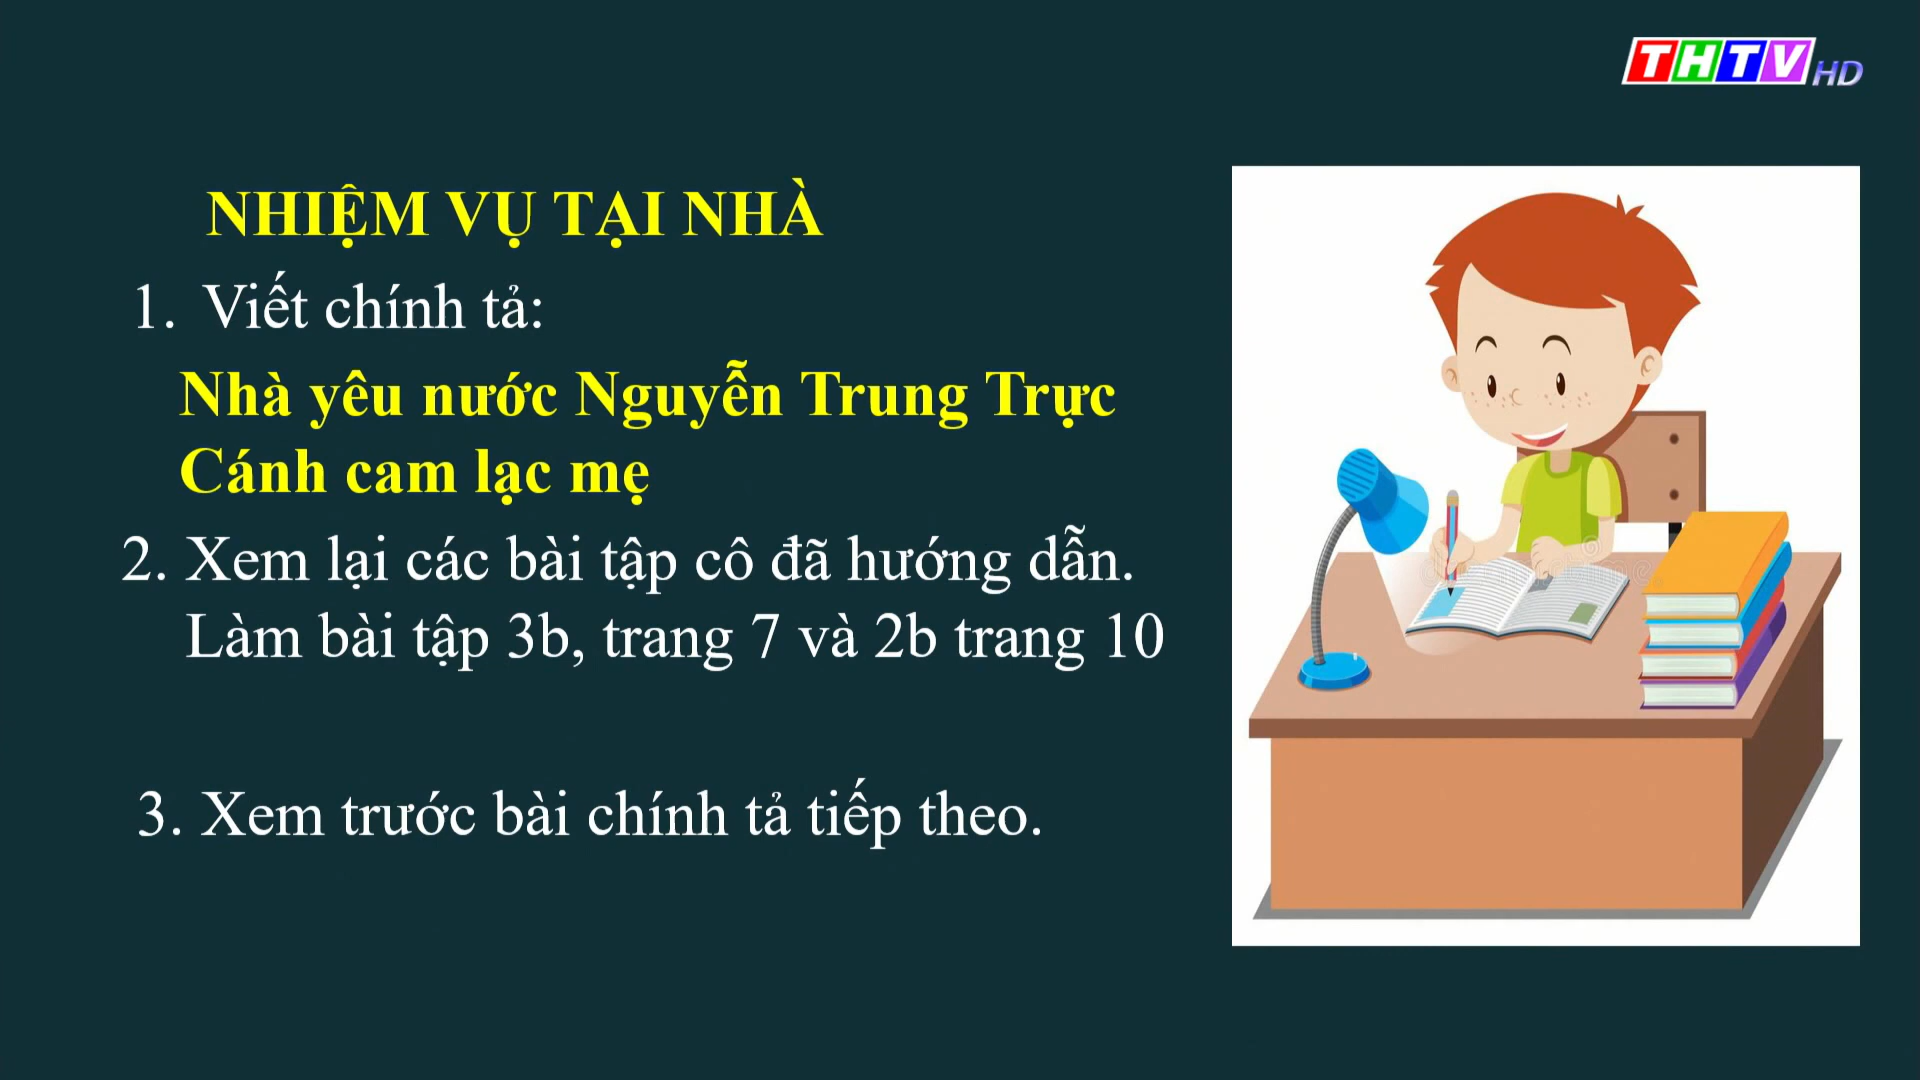 THTV HD
NHIỆM VỤ TẠI NHÀ
1. Viết chính tả:
Nhà yêu nước Nguyễn Trung Trực
Cánh cam lạc mẹ
2. Xem lại các bài tập cô đã hướng dẫn.
Làm bài tập 3b, trang 7 và 2b trang 10
3. Xem trước bài chính tả tiếp theo.